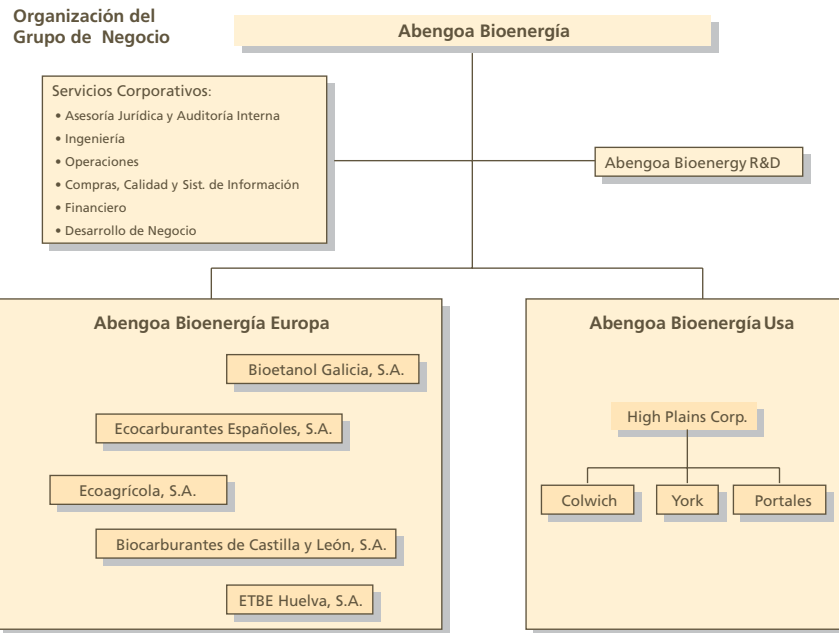 Organización del
Grupo de Negocio
Abengoa Bioenergía
Servicios Corporativos:
• Asesoría Jurídica y Auditoría Interna
• Ingeniería
• Operaciones
• Compras, Calidad y Sist. de Información
• Financiero
• Desarrollo de Negocio
Abengoa Bioenergy R&D
Abengoa Bioenergía Europa
Bioetanol Galicia, S.A.
Ecocarburantes Españoles, S.A.
Ecoagrícola, S.A.
Biocarburantes de Castilla y León, S.A.
ETBE Huelva, S.A.
Abengoa Bioenergía Usa
High Plains Corp.
Colwich
York
Portales